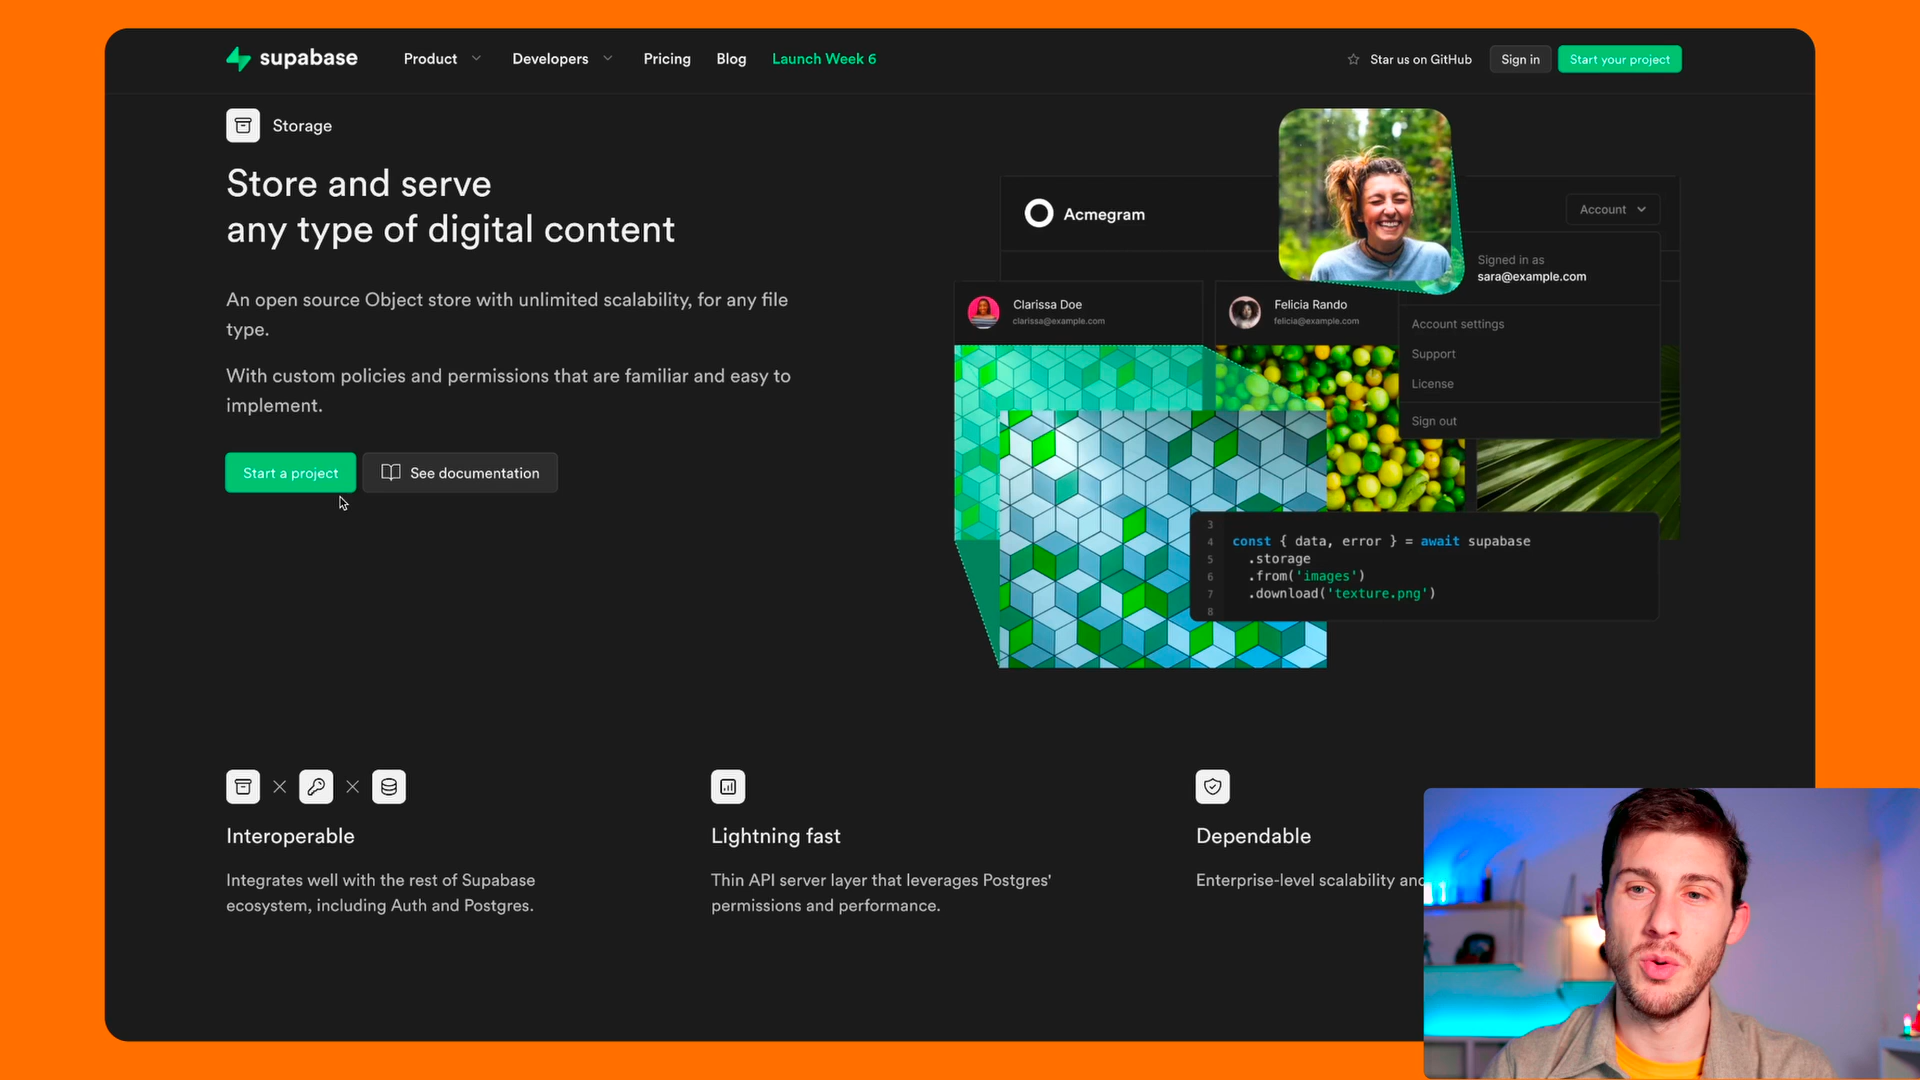 supabase
Product
Developers
Pricing
Blog
Launch Week 6
Star us on GitHub
Sign in
Start your project
Storage
Store and serve
any type of digital content
An open source Object store with unlimited scalability, for any file
type.
With custom policies and permissions that are familiar and easy to
implement.
Start a project
See documentation
Acmegram
Account
Signed in as
sara@example.com
Clarissa Doe
clarissa@example.com
Felicia Rando
felicia@example.com
Account settings
Support
License
Sign out
3
4 const { data, error } = await supabase
5 .storage
6 .from('images')
7 .download('texture.png')
8
Interoperable
Integrates well with the rest of Supabase
ecosystem, including Auth and Postgres.
Lightning fast
Thin API server layer that leverages Postgres'
permissions and performance.
Dependable
Enterprise-level scalability and